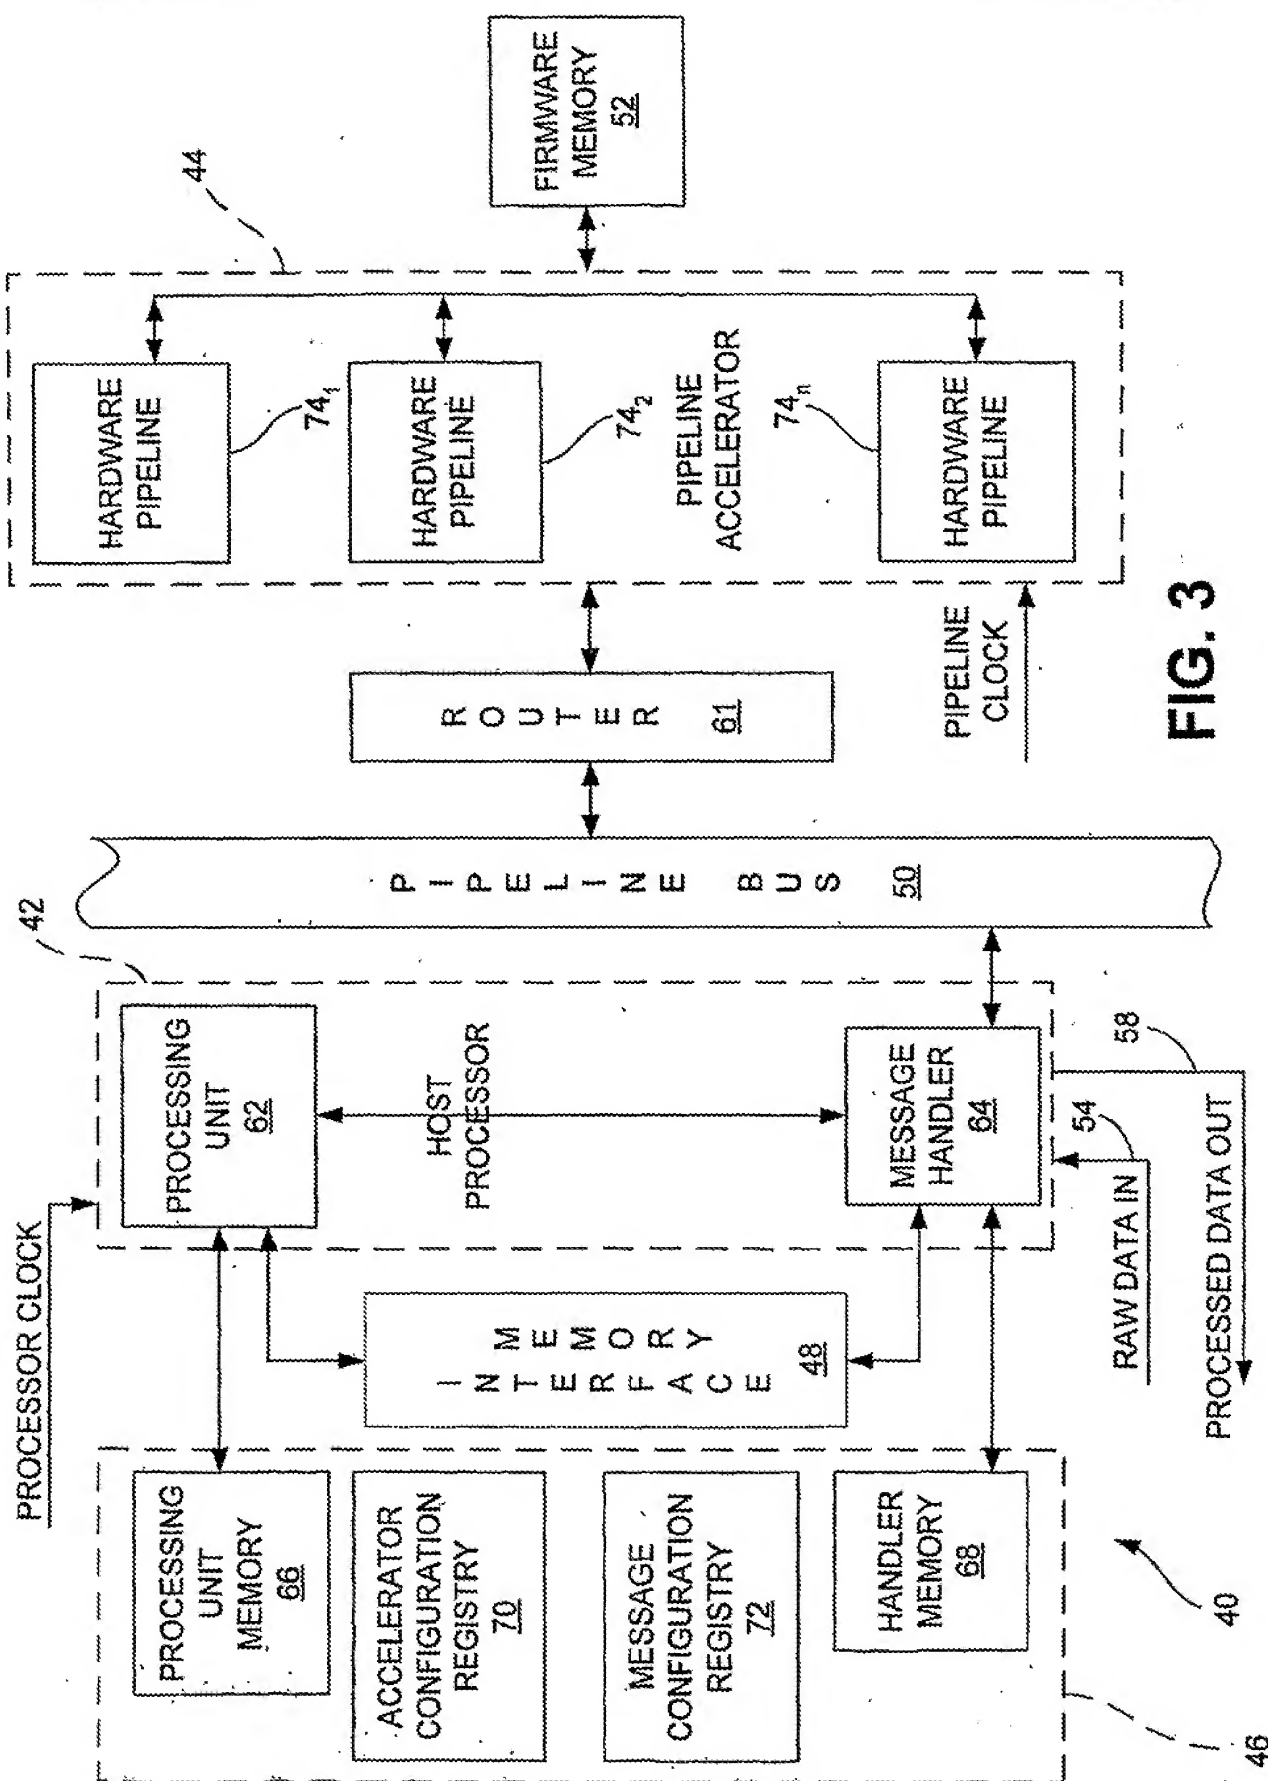 PROCESSOR CLOCK
42
44
PROCESSING
UNIT
MEMORY
66
PROCESSING
UNIT
62
HARDWARE
PIPELINE
74₁
FIRMWARE
MEMORY
52
ACCELERATOR
CONFIGURATION
REGISTRY
70
MEMORY
INTERFACE
48
HOST
PROCESSOR
PIPELINE BUS
50
ROUTER
61
HARDWARE
PIPELINE
74₂
PIPELINE
ACCELERATOR
MESSAGE
CONFIGURATION
REGISTRY
72
HANDLER
MEMORY
68
MESSAGE
HANDLER
64
74ₙ
HARDWARE
PIPELINE
PIPELINE
CLOCK
RAW DATA IN
54
PROCESSED DATA OUT
58
40
46
FIG. 3